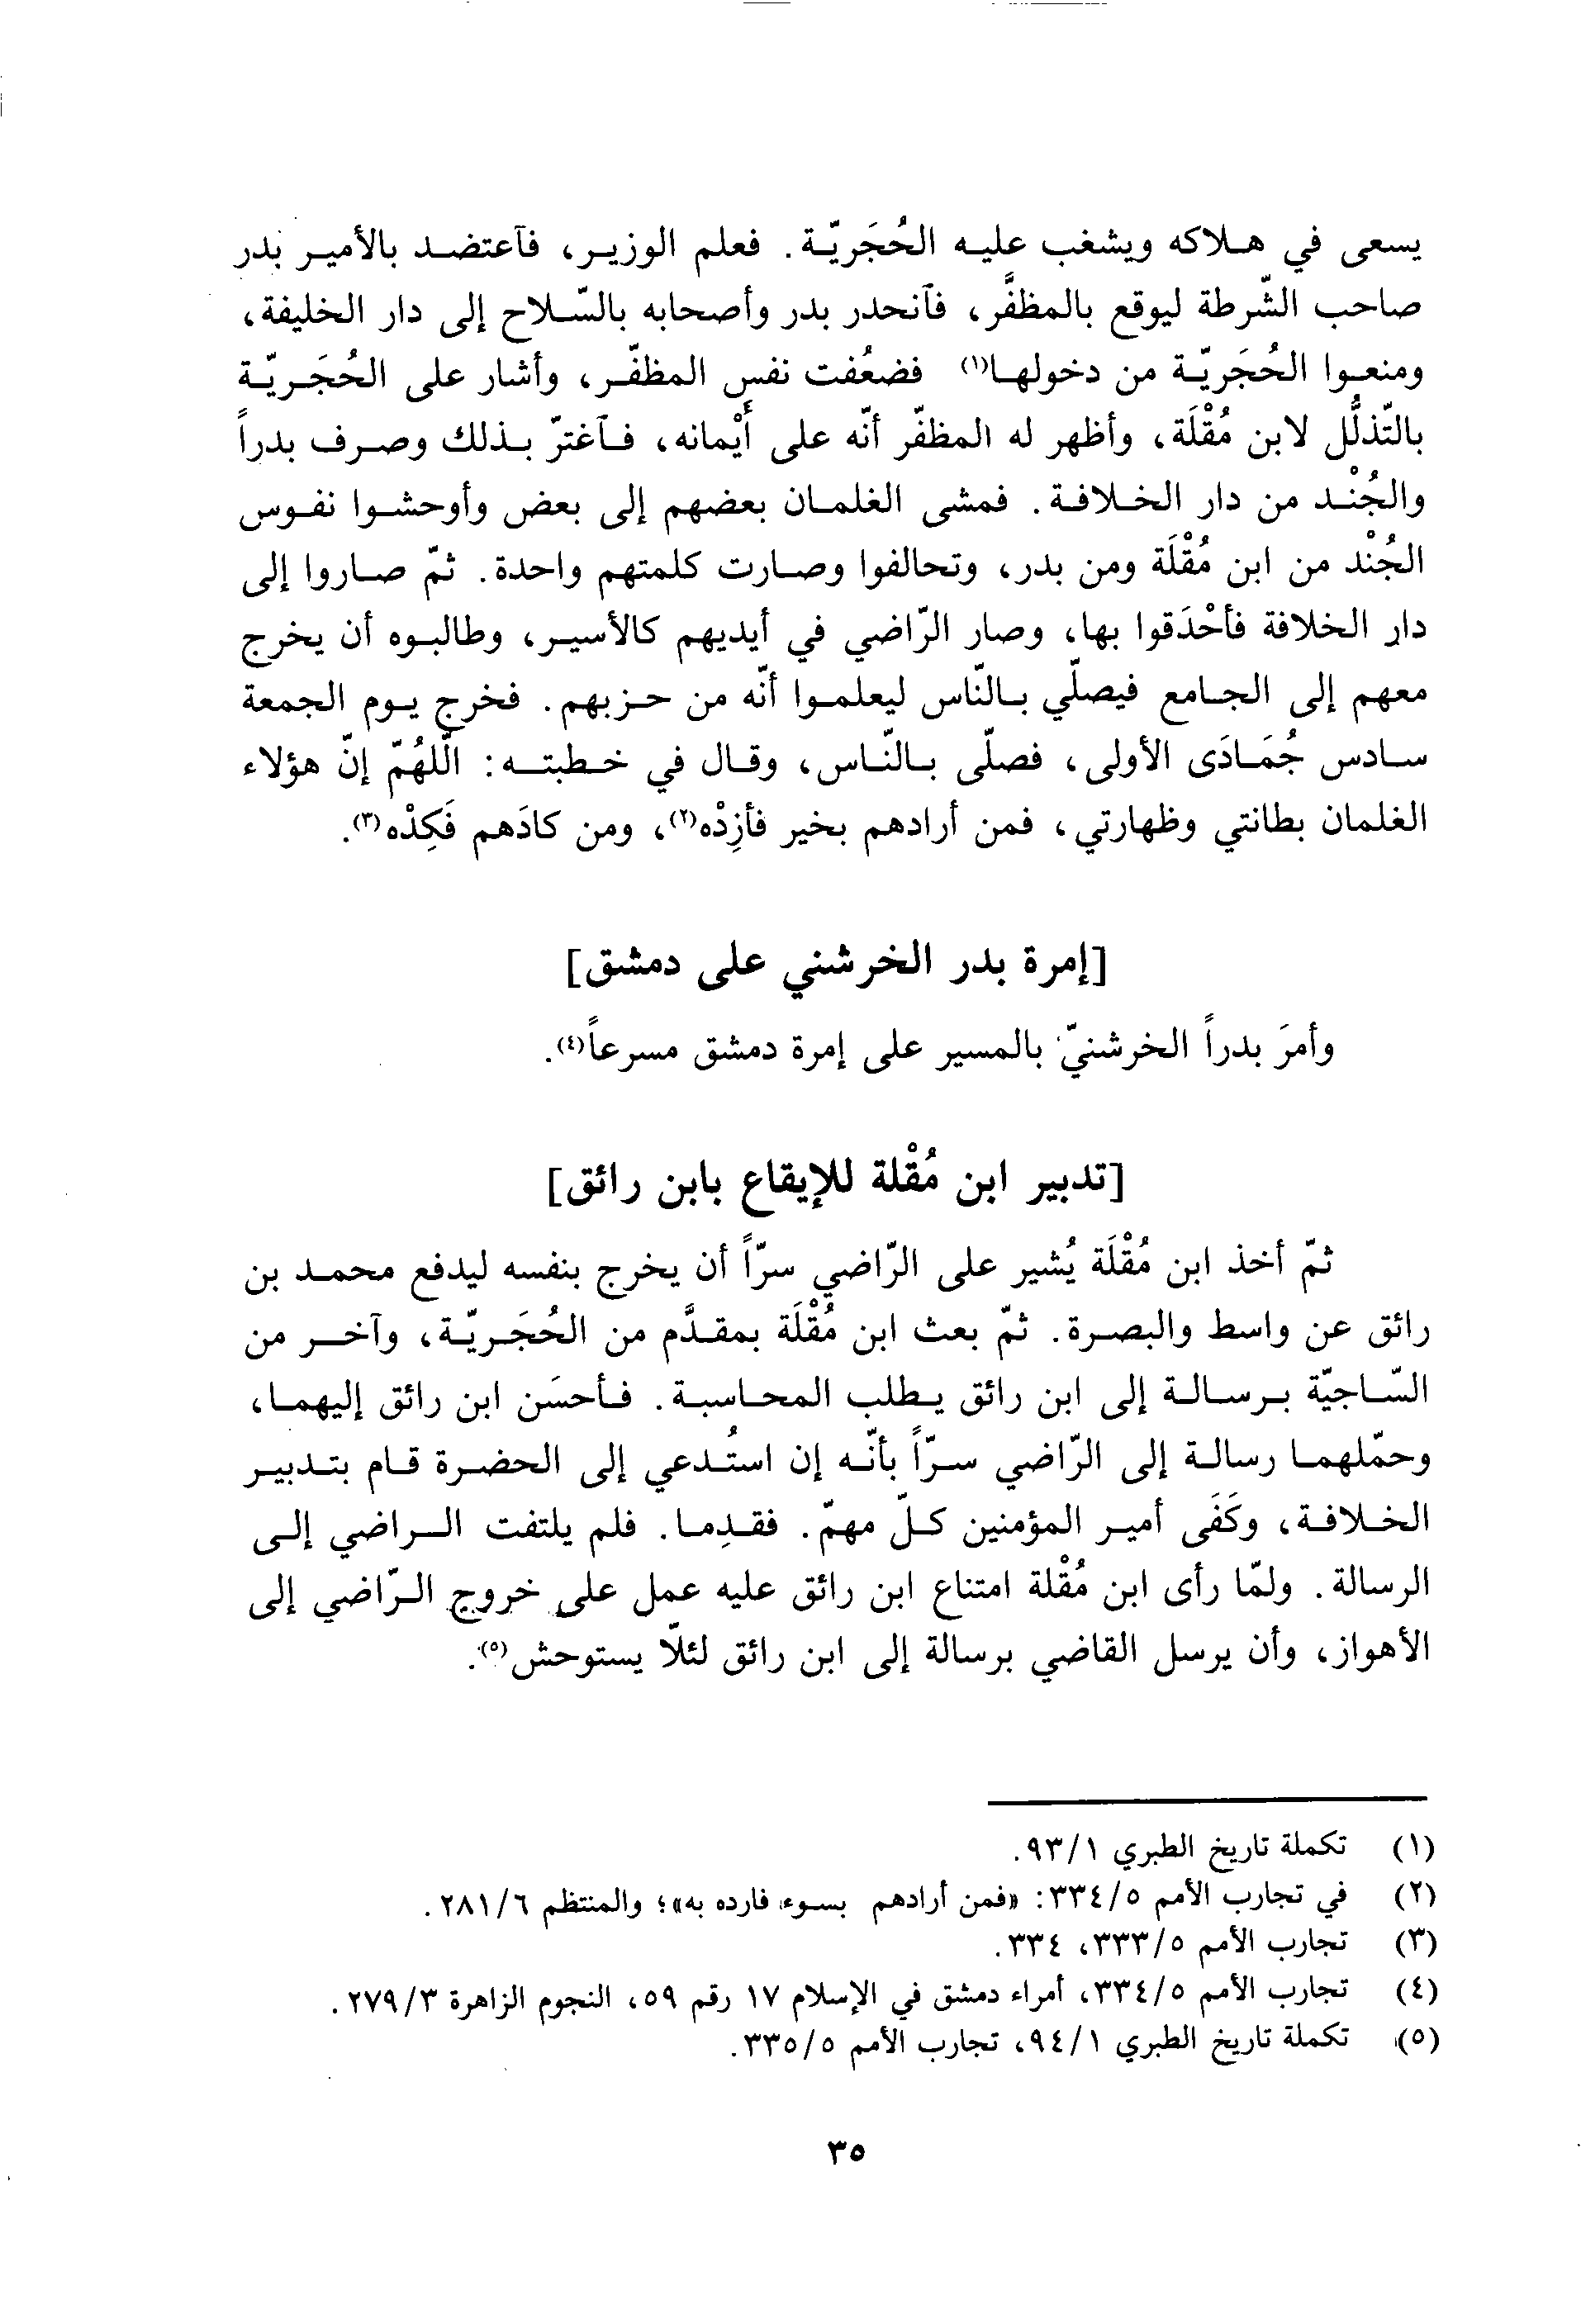 يسعى في هلاكه ويشغب عليه الحُجَريّة. فعلم الوزير، فآعتضد بالأمير بدر
صاحب الشّرطة ليوقع بالمظفَّر، فآنحدر بدر وأصحابه بالسّلاح إلى دار الخليفة،
ومنعوا الحُجَريّة من دخولها(١) فضعُفت نفس المظفّر، وأشار على الحُجَريّة
بالتّذلُّل لابن مُقْلَة، وأظهر له المظفّر أنّه على أَيْمانه، فآغترّ بذلك وصرف بدراً
والجُنْد من دار الخلافة. فمشى الغلمان بعضهم إلى بعض وأوحشوا نفوس
الجُنْد من ابن مُقْلَة ومن بدر، وتحالفوا وصارت كلمتهم واحدة. ثمّ صاروا إلى
دار الخلافة فأحْدَقوا بها، وصار الرّاضي في أيديهم كالأسير، وطالبوه أن يخرج
معهم إلى الجامع فيصلّي بالنّاس ليعلموا أنّه من حزبهم. فخرج يوم الجمعة
سادس جُمَادَى الأولى، فصلّى بالنّاس، وقال في خطبته: اللّهُمّ إنّ هؤلاء
الغلمان بطانتي وظهارتي، فمن أرادهم بخير فأزِدْه(٢)، ومن كادَهم فَكِدْه(٣).
[إمرة بدر الخرشني على دمشق]
وأمرَ بدراً الخرشنيّ بالمسير على إمرة دمشق مسرعاً(٤).
[تدبير ابن مُقْلة للإيقاع بابن رائق]
ثمّ أخذ ابن مُقْلَة يُشير على الرّاضي سرّاً أن يخرج بنفسه ليدفع محمد بن
رائق عن واسط والبصرة. ثمّ بعث ابن مُقْلَة بمقدَّم من الحُجَريّة، وآخر من
السّاجيّة برسالة إلى ابن رائق يطلب المحاسبة. فأحسَن ابن رائق إليهما،
وحمّلهما رسالة إلى الرّاضي سرّاً بأنّه إن استُدعي إلى الحضرة قام بتدبير
الخلافة، وكَفَى أمير المؤمنين كلّ مهمّ. فقدِما. فلم يلتفت الراضي إلى
الرسالة. ولمّا رأى ابن مُقْلة امتناع ابن رائق عليه عمل على خروج الرّاضي إلى
الأهواز، وأن يرسل القاضي برسالة إلى ابن رائق لئلّا يستوحش(٥).
(١) تكملة تاريخ الطبري ٩٣/١.
(٢) في تجارب الأمم ٣٣٤/٥: «فمن أرادهم بسوء فارده به»؛ والمنتظم ٢٨١/٦.
(٣) تجارب الأمم ٣٣٣/٥، ٣٣٤.
(٤) تجارب الأمم ٣٣٤/٥، أمراء دمشق في الإسلام ١٧ رقم ٥٩، النجوم الزاهرة ٢٧٩/٣.
(٥) تكملة تاريخ الطبري ٩٤/١، تجارب الأمم ٣٣٥/٥.
٣٥